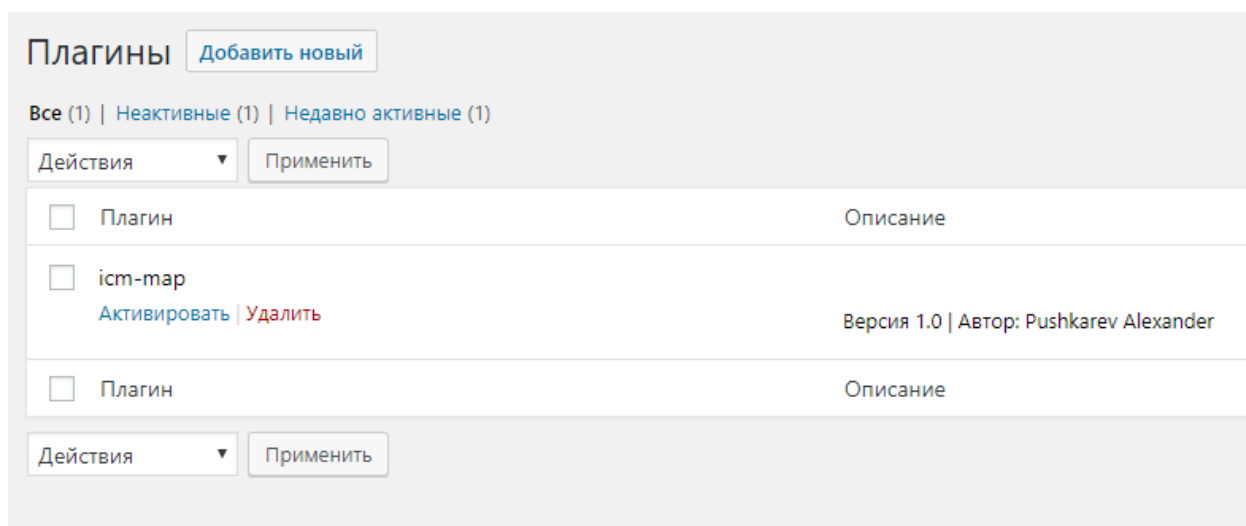 Плагины Добавить новый
Все (1) | Неактивные (1) | Недавно активные (1)
Действия Применить
Плагин Описание
icm-map
Активировать | Удалить
Версия 1.0 | Автор: Pushkarev Alexander
Плагин Описание
Действия Применить